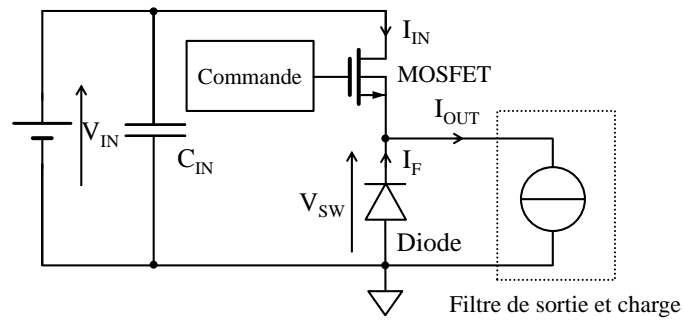 I_IN
Commande
MOSFET
V_IN
C_IN
I_OUT
I_F
V_SW
Diode
Filtre de sortie et charge